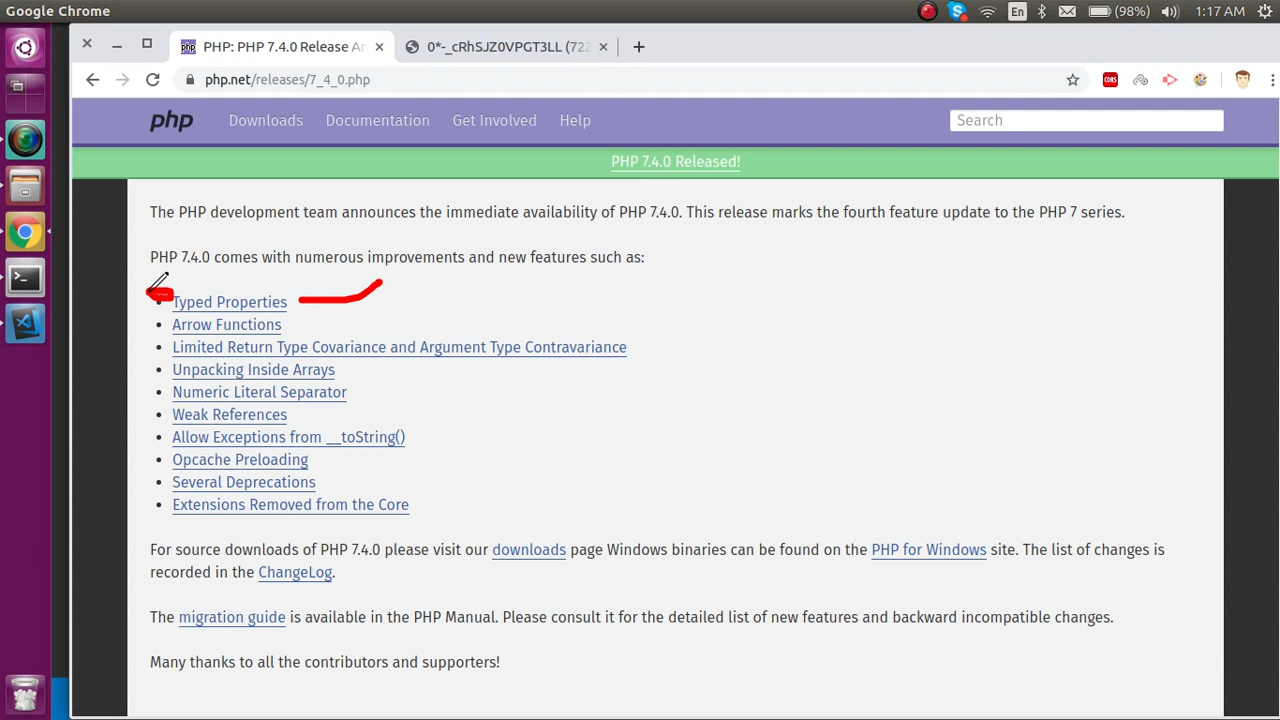 Google Chrome
En
(98%)
1:17 AM
PHP: PHP 7.4.0 Release Ar
0*-_cRhSJZ0VPGT3LL (722
php.net/releases/7_4_0.php
CORS
php
Downloads
Documentation
Get Involved
Help
Search
PHP 7.4.0 Released!
The PHP development team announces the immediate availability of PHP 7.4.0. This release marks the fourth feature update to the PHP 7 series.
PHP 7.4.0 comes with numerous improvements and new features such as:
• Typed Properties
• Arrow Functions
• Limited Return Type Covariance and Argument Type Contravariance
• Unpacking Inside Arrays
• Numeric Literal Separator
• Weak References
• Allow Exceptions from __toString()
• Opcache Preloading
• Several Deprecations
• Extensions Removed from the Core
For source downloads of PHP 7.4.0 please visit our downloads page Windows binaries can be found on the PHP for Windows site. The list of changes is
recorded in the ChangeLog.
The migration guide is available in the PHP Manual. Please consult it for the detailed list of new features and backward incompatible changes.
Many thanks to all the contributors and supporters!